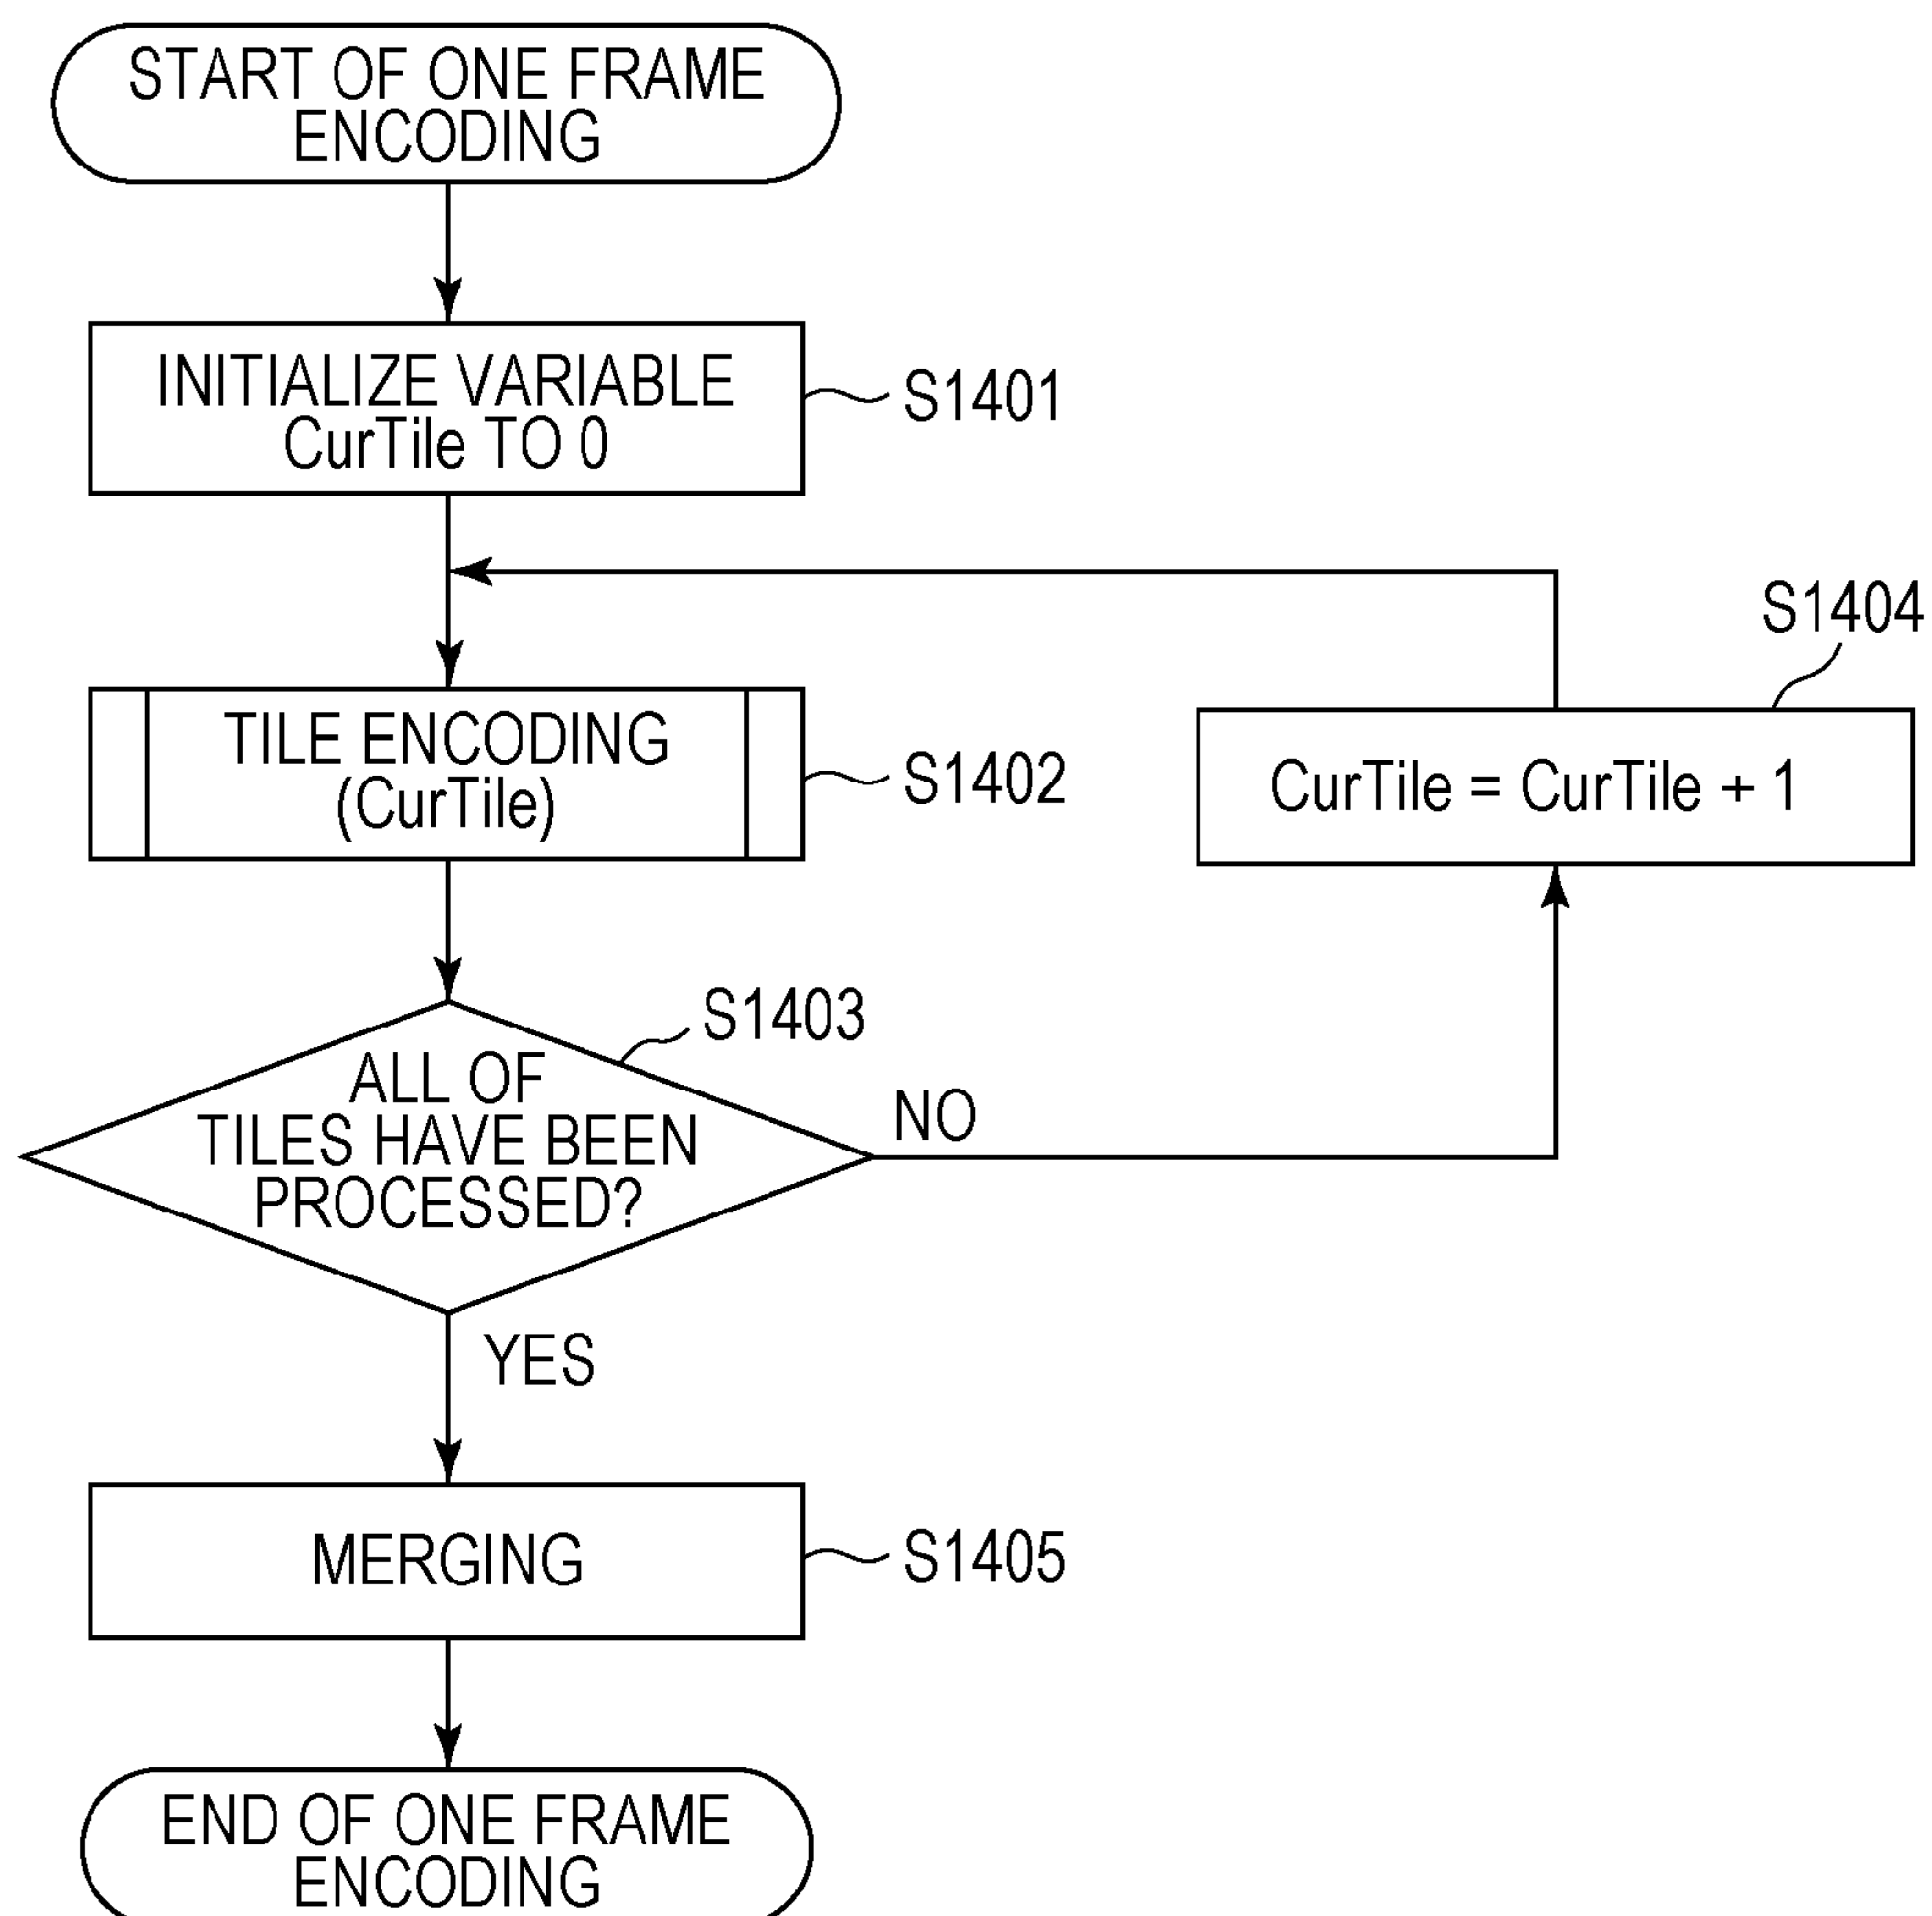 START OF ONE FRAME
ENCODING
INITIALIZE VARIABLE
CurTile TO 0
S1401
S1404
TILE ENCODING
(CurTile)
S1402
CurTile = CurTile + 1
S1403
ALL OF
TILES HAVE BEEN
PROCESSED?
NO
YES
MERGING
S1405
END OF ONE FRAME
ENCODING